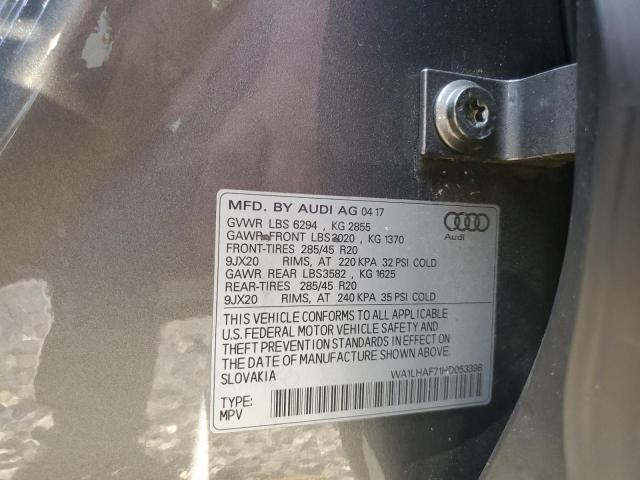 MFD. BY AUDI AG 04 17
GVWR LBS 6294 , KG 2855
GAWR-FRONT LBS3020 , KG 1370
FRONT-TIRES 285/45 R20
9JX20 RIMS, AT 220 KPA 32 PSI COLD
GAWR REAR LBS3582 , KG 1625
REAR-TIRES 285/45 R20
9JX20 RIMS, AT 240 KPA 35 PSI COLD
Audi
THIS VEHICLE CONFORMS TO ALL APPLICABLE
U.S. FEDERAL MOTOR VEHICLE SAFETY AND
THEFT PREVENTION STANDARDS IN EFFECT ON
THE DATE OF MANUFACTURE SHOWN ABOVE.
SLOVAKIA
WA1LHAF71HD053398
TYPE:
MPV